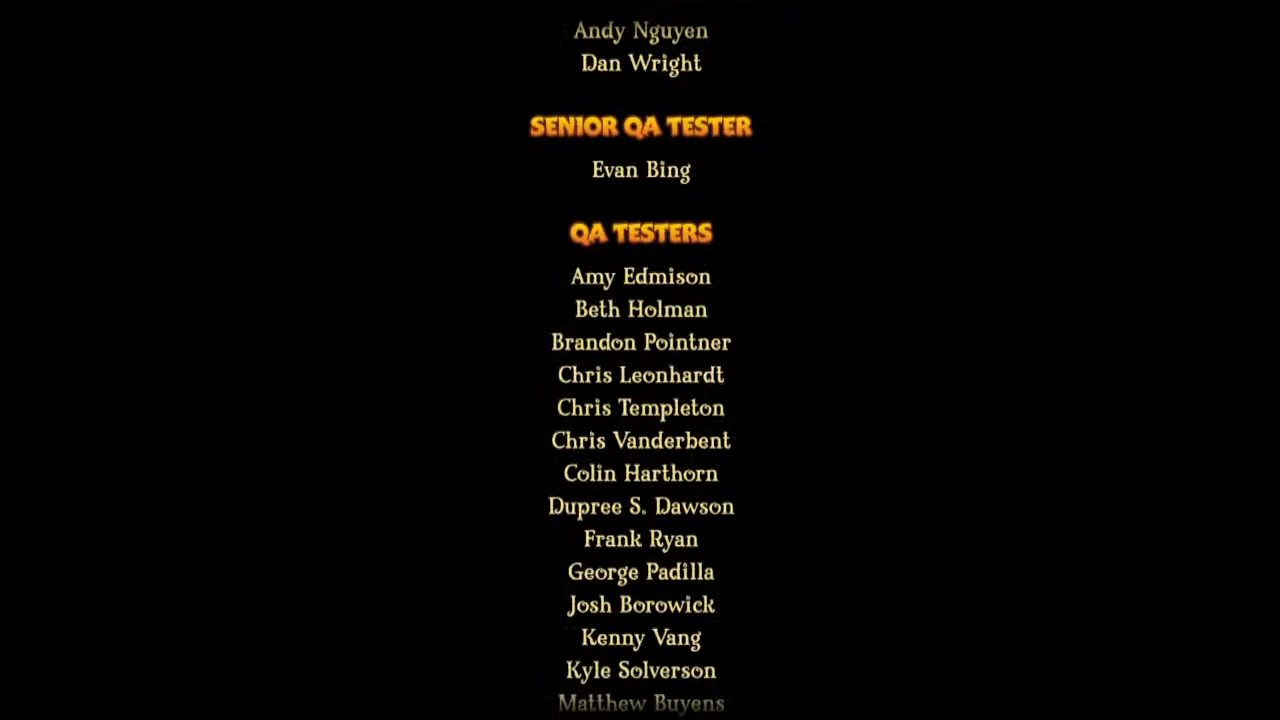 Andy Nguyen
Dan Wright
SENIOR QA TESTER
Evan Bing
QA TESTERS
Amy Edmison
Beth Holman
Brandon Pointner
Chris Leonhardt
Chris Templeton
Chris Vanderbent
Colin Harthorn
Dupree S. Dawson
Frank Ryan
George Padilla
Josh Borowick
Kenny Vang
Kyle Solverson
Matthew Buyens